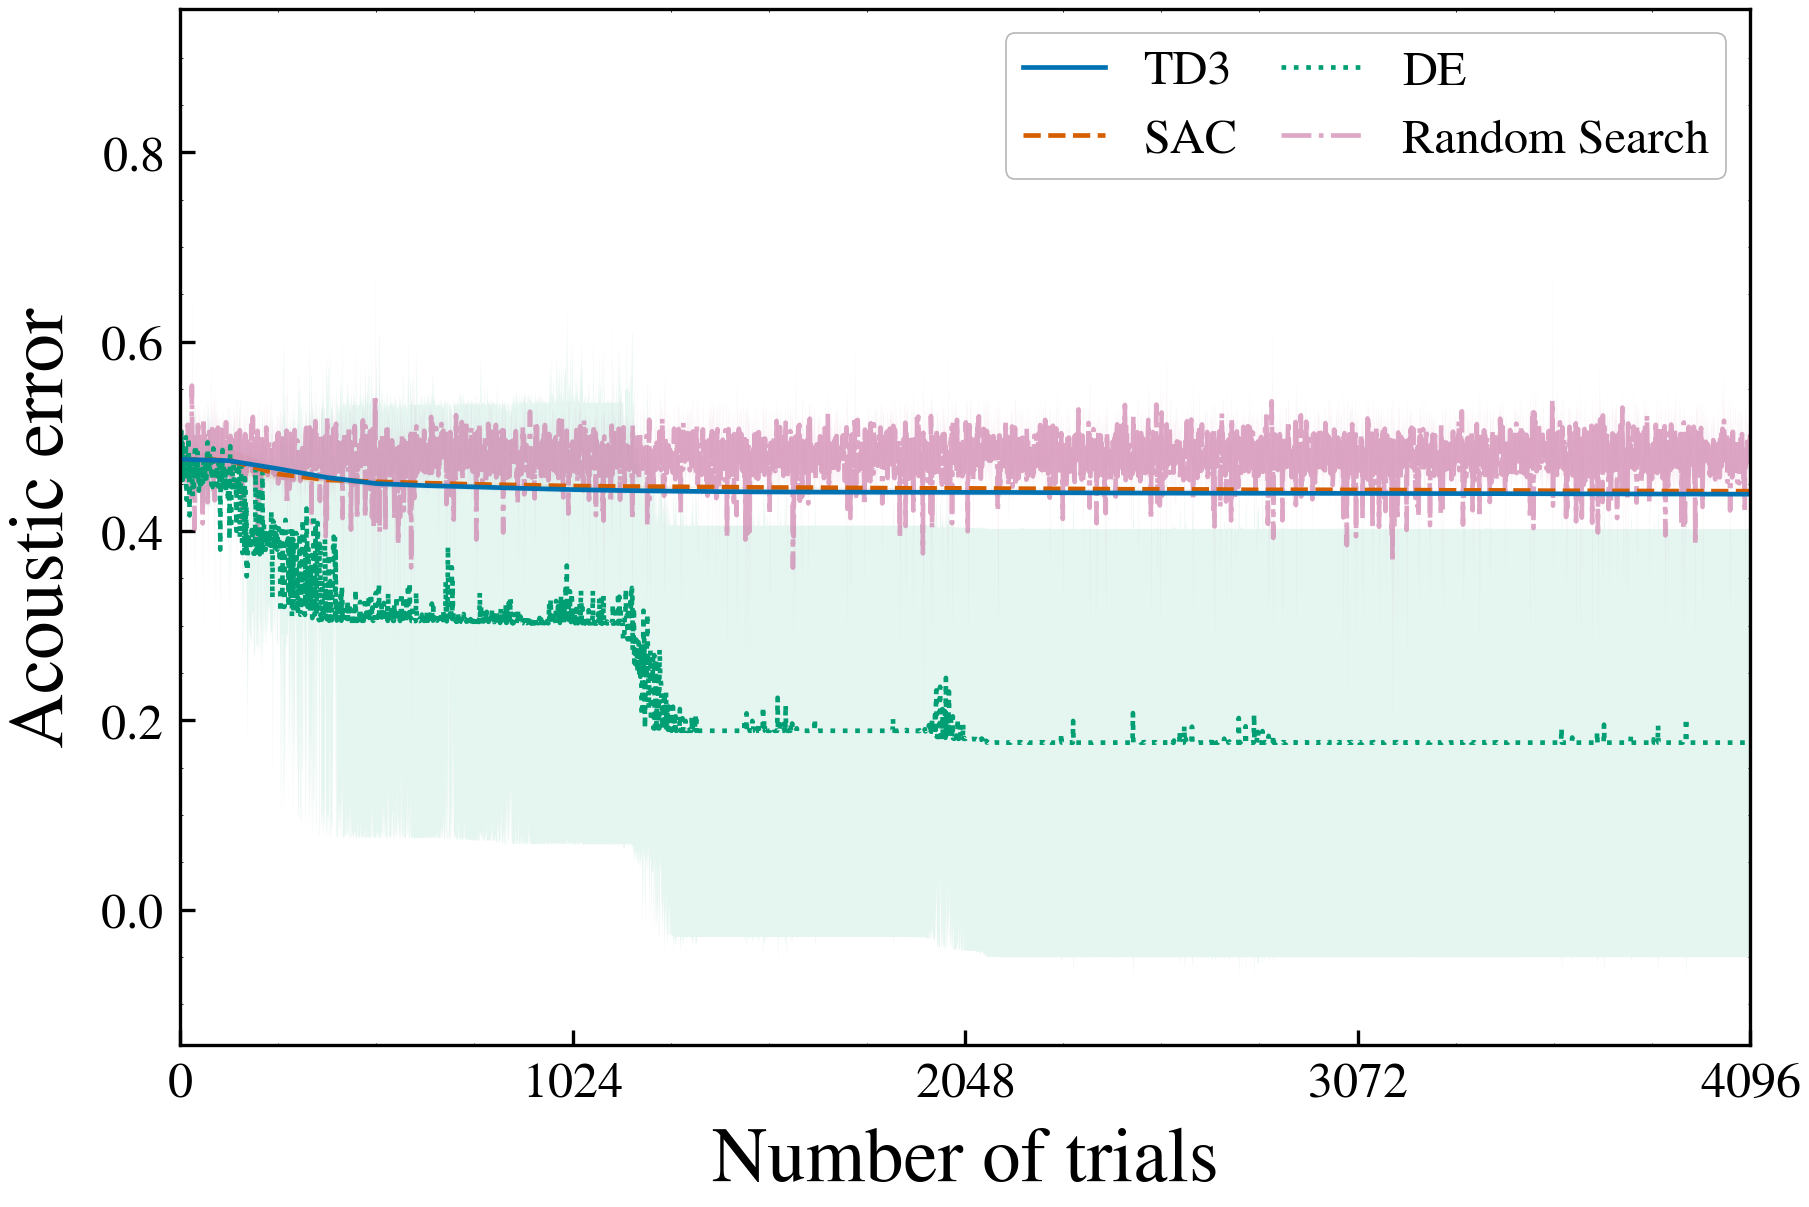 TD3
SAC
DE
Random Search
0.8
0.6
0.4
0.2
0.0
Acoustic error
0
1024
2048
3072
4096
Number of trials